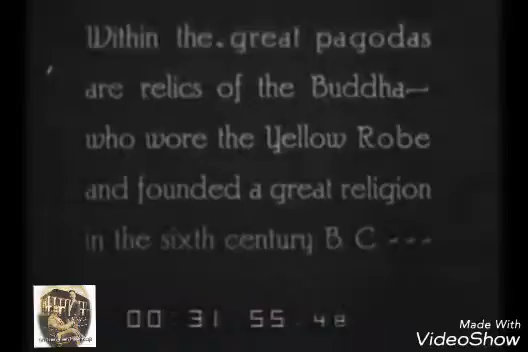 Within the great pagodas
are relics of the Buddha—
who wore the Yellow Robe
and founded a great religion
in the sixth century B C ---
00 31 55.48
Made With
VideoShow